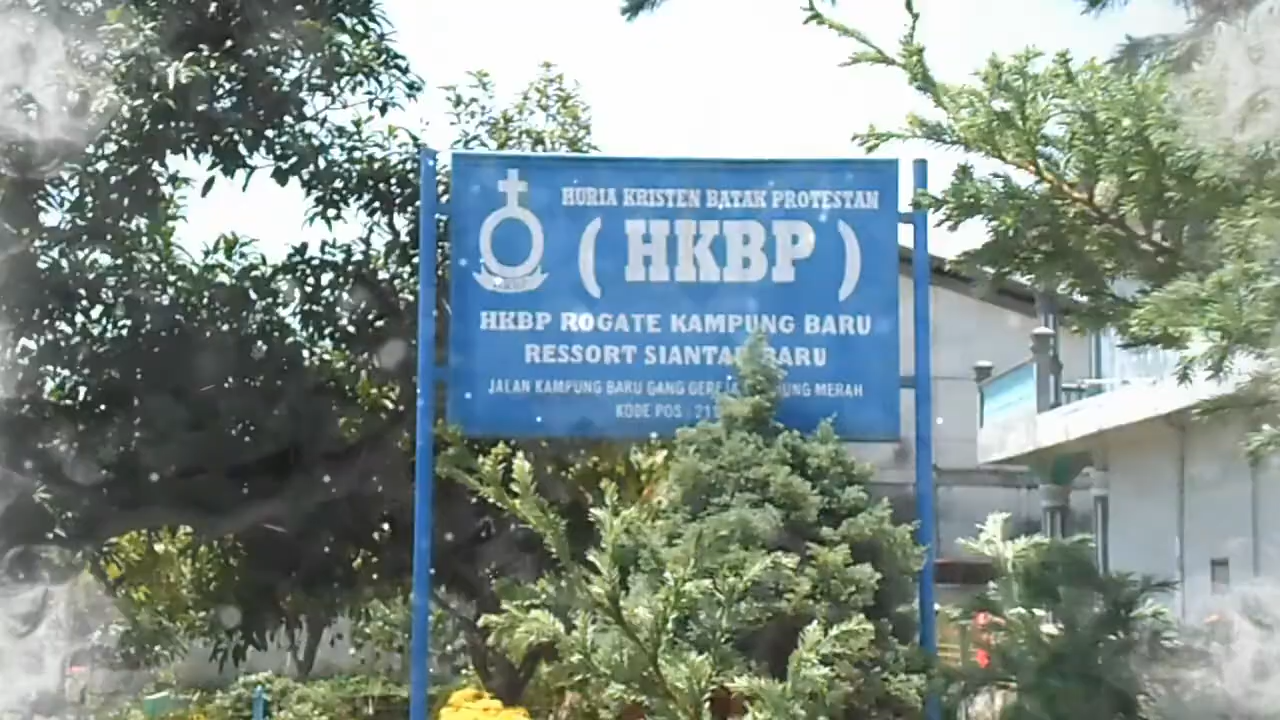 HURIA KRISTEN BATAK PROTESTAN
( HKBP )
HKBP ROGATE KAMPUNG BARU
RESSORT SIANTAR BARU
JALAN KAMPUNG BARU GANG GEREJA MERAH
KODE POS